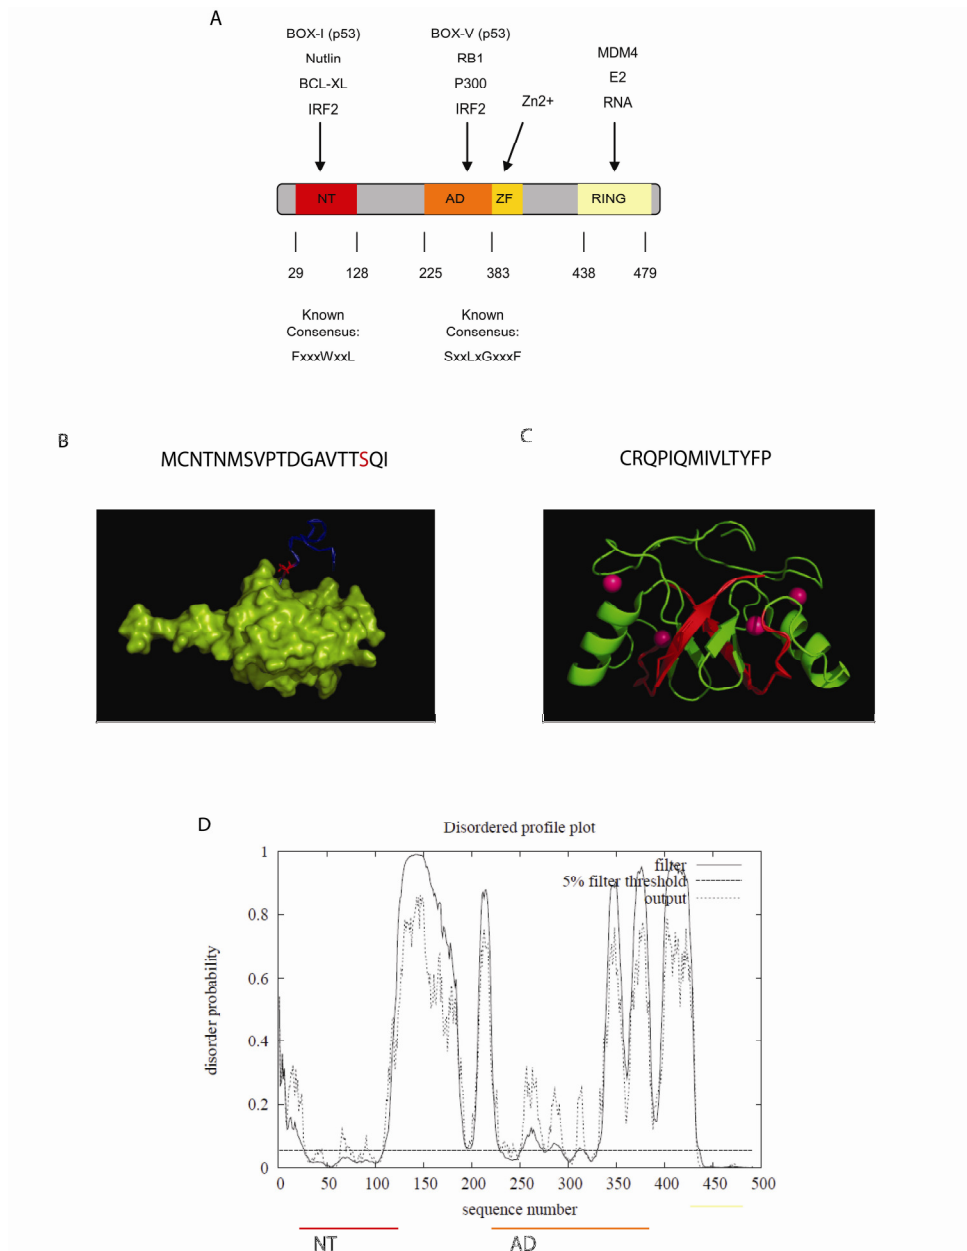 A
BOX-I (p53)
Nutlin
BCL-XL
IRF2
BOX-V (p53)
RB1
P300
IRF2
Zn2+
MDM4
E2
RNA
NT
AD
ZF
RING
29
128
225
383
438
479
Known
Consensus:
FxxxWxxL
Known
Consensus:
SxxLxGxxxF
B
MCNTNMSVPTDGAVTTSQI
C
CRQPIQMIVLTYFP
D
Disordered profile plot
filter
5% filter threshold
output
disorder probability
1
0.8
0.6
0.4
0.2
0
0 50 100 150 200 250 300 350 400 450 500
sequence number
NT
AD